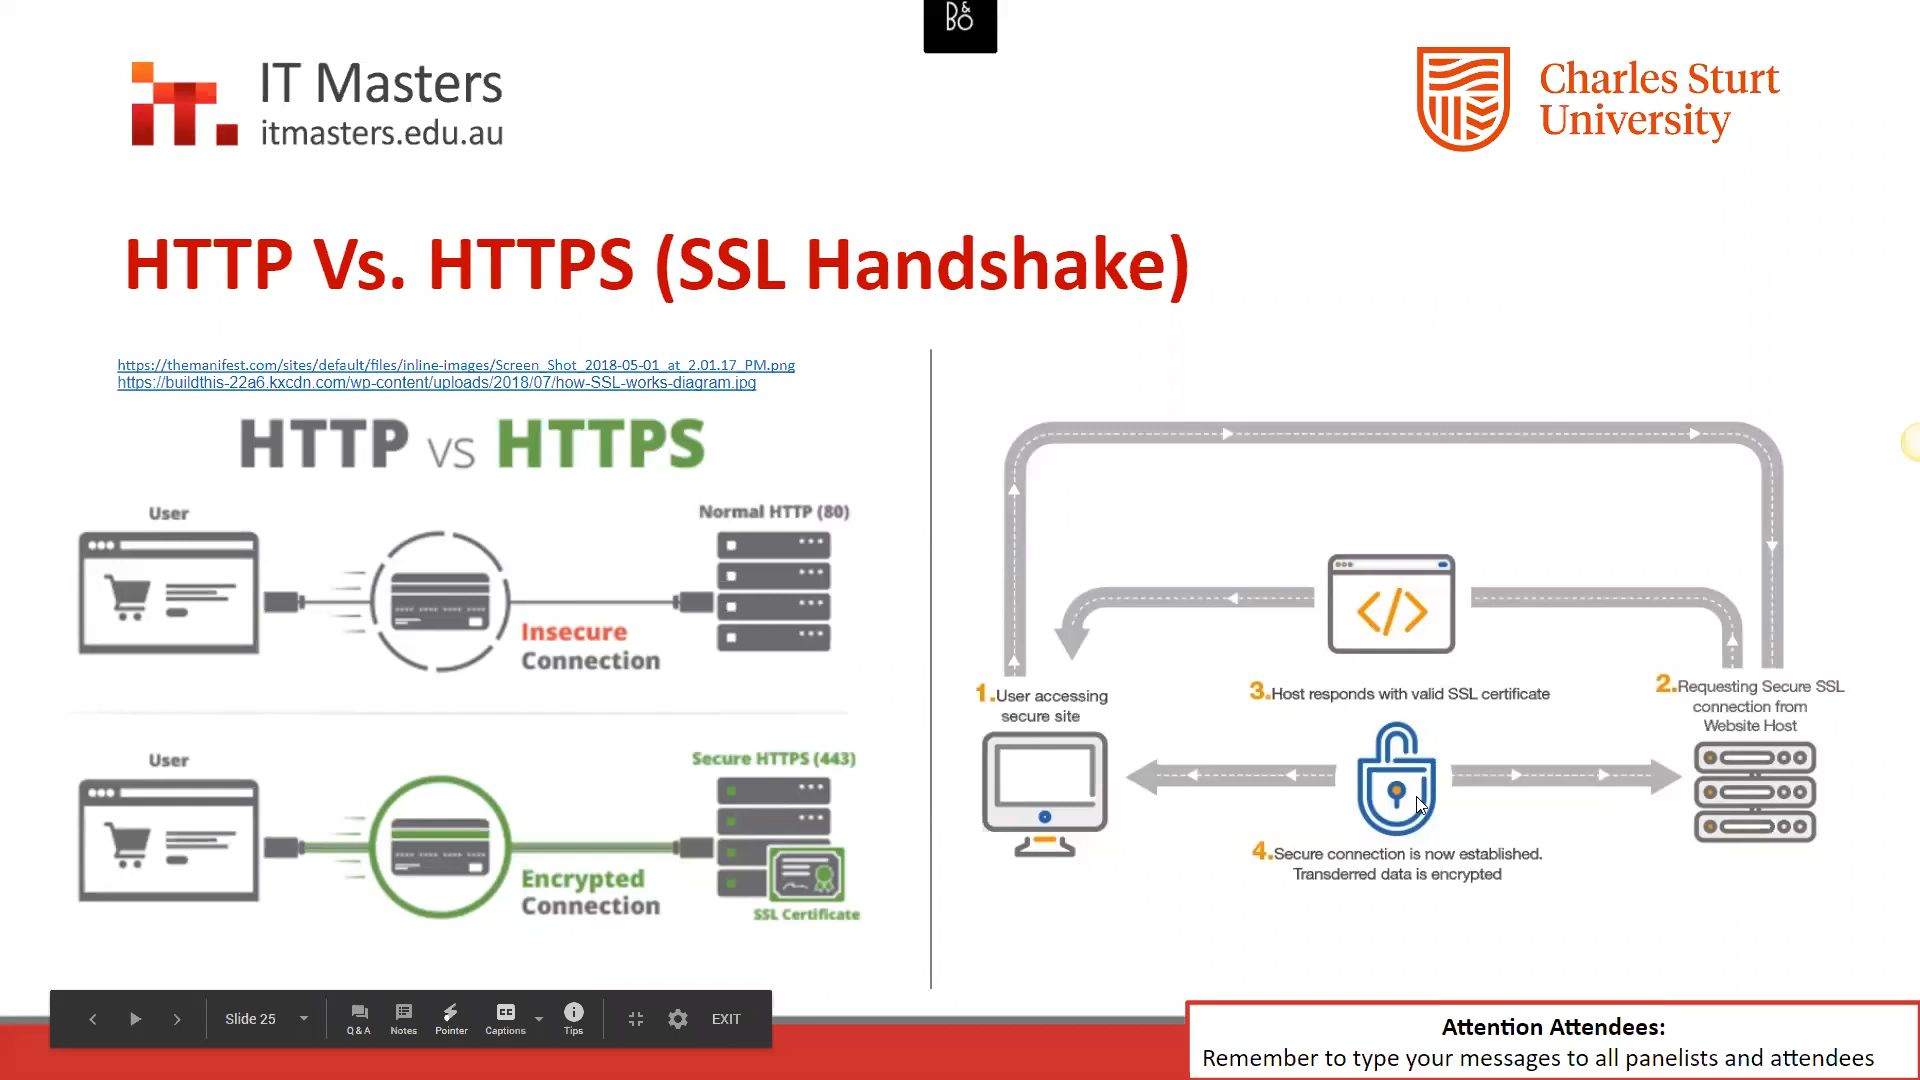 B&O
IT Masters
itmasters.edu.au
Charles Sturt
University
HTTP Vs. HTTPS (SSL Handshake)
https://themanifest.com/sites/default/files/inline-images/Screen_Shot_2018-05-01_at_2.01.17_PM.png
https://buildthis-22a6.kxcdn.com/wp-content/uploads/2018/07/how-SSL-works-diagram.jpg
HTTP vs HTTPS
User
Normal HTTP (80)
Insecure
Connection
User
Secure HTTPS (443)
Encrypted
Connection
SSL Certificate
1.User accessing
secure site
3.Host responds with valid SSL certificate
2.Requesting Secure SSL
connection from
Website Host
4.Secure connection is now established.
Transderred data is encrypted
Slide 25
Q & A
Notes
Pointer
CC
Captions
Tips
EXIT
Attention Attendees:
Remember to type your messages to all panelists and attendees